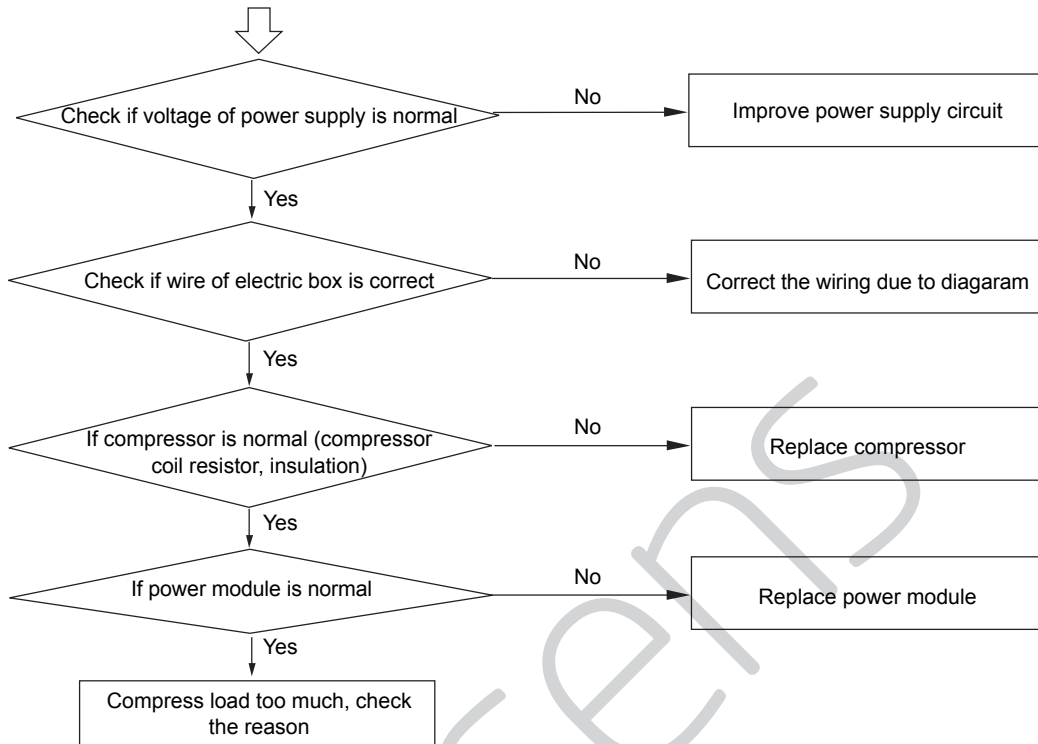 Check if voltage of power supply is normal
No
Improve power supply circuit
Yes
Check if wire of electric box is correct
No
Correct the wiring due to diagaram
Yes
If compressor is normal (compressor
coil resistor, insulation)
No
Replace compressor
Yes
If power module is normal
No
Replace power module
Yes
Compress load too much, check
the reason